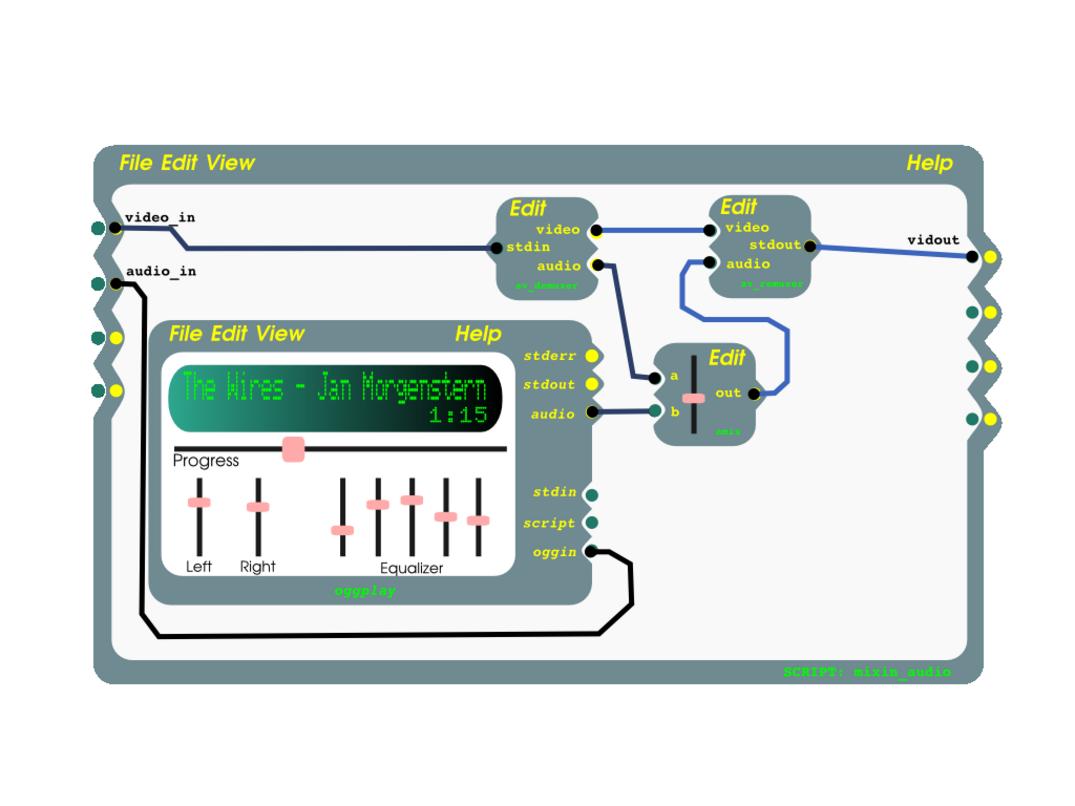 File Edit View
Help
video_in
audio_in
Edit
video
stdin
audio
av_demuxer
Edit
video
stdout
audio
av_remuxer
vidout
File Edit View
Help
The Wires - Jan Morgenstern
1:15
Progress
Left
Right
Equalizer
stderr
stdout
audio
stdin
script
oggin
oggplay
Edit
a
out
b
amix
SCRIPT: mixin_audio